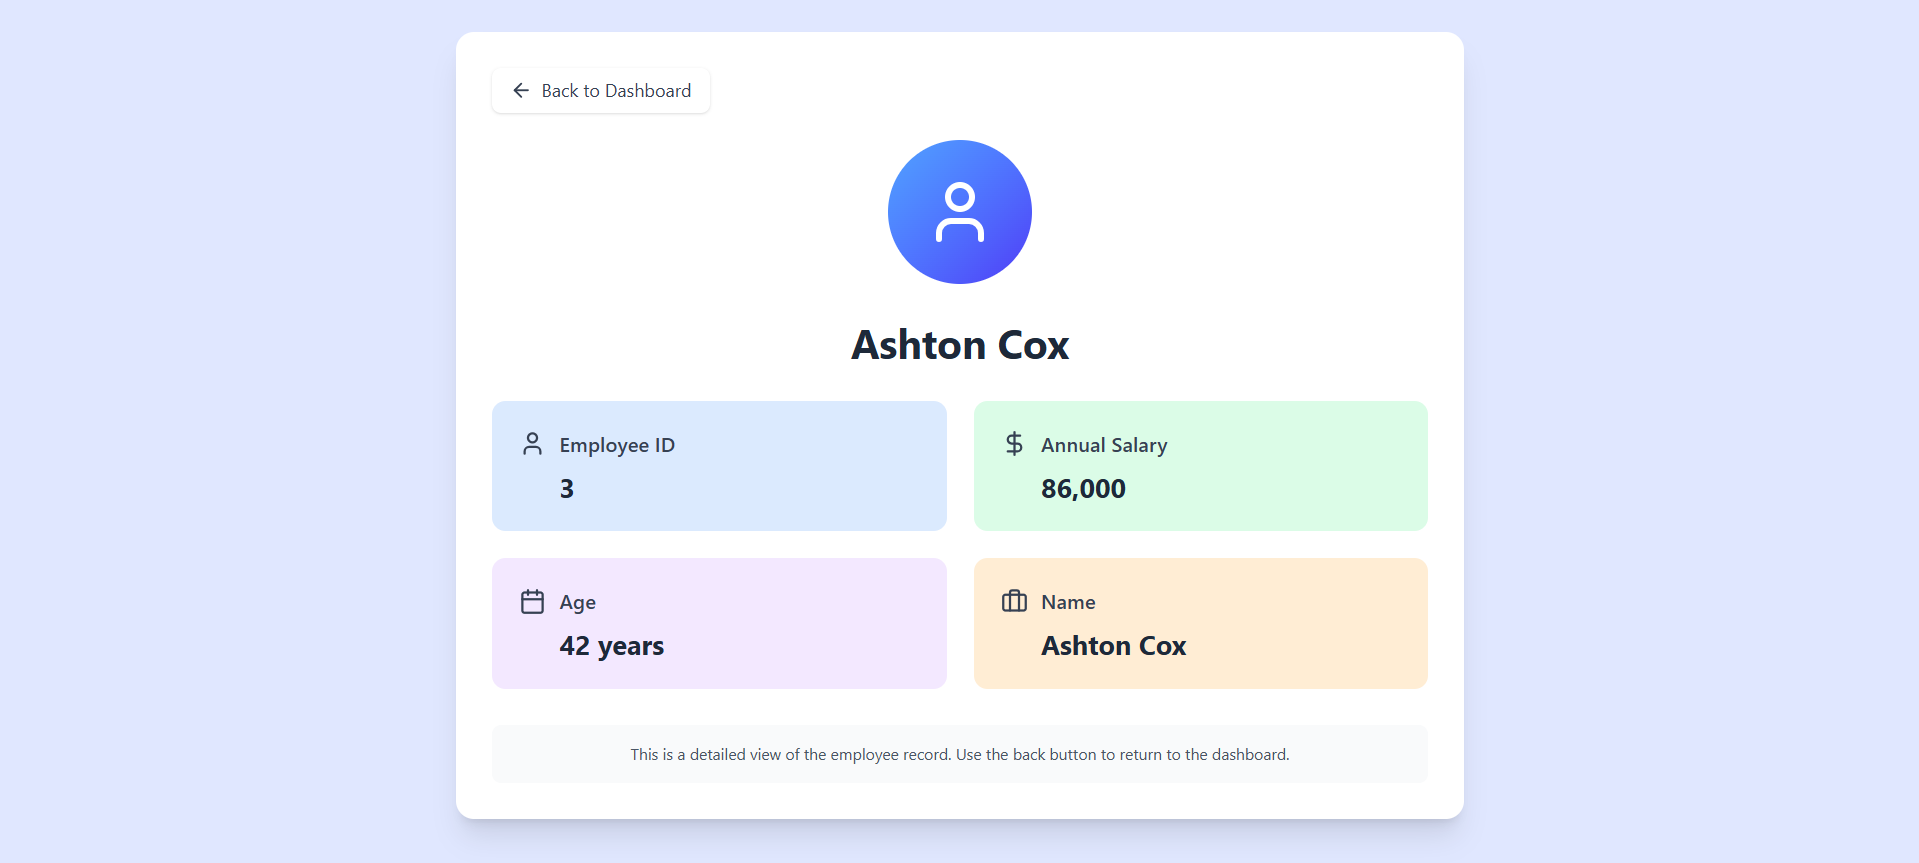 Back to Dashboard
Ashton Cox
Employee ID
3
Annual Salary
86,000
Age
42 years
Name
Ashton Cox
This is a detailed view of the employee record. Use the back button to return to the dashboard.